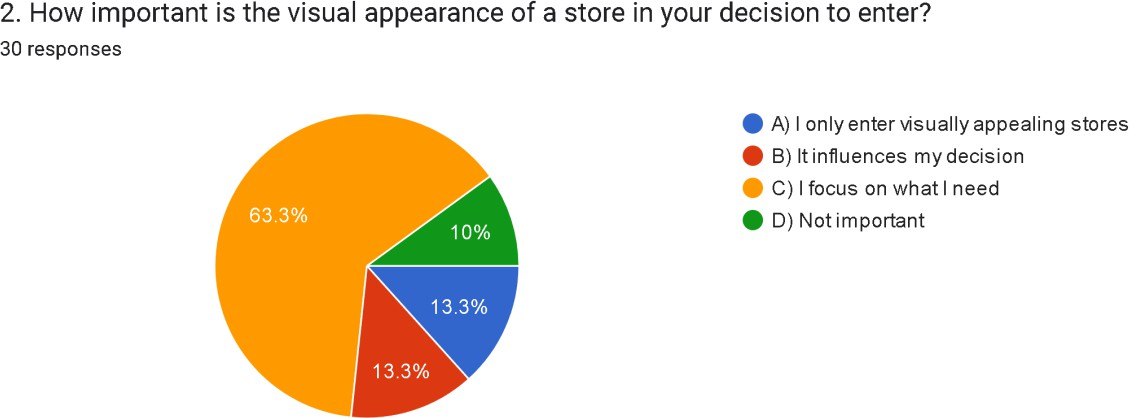 2. How important is the visual appearance of a store in your decision to enter?
30 responses
A) I only enter visually appealing stores
B) It influences my decision
C) I focus on what I need
D) Not important
63.3%
10%
13.3%
13.3%